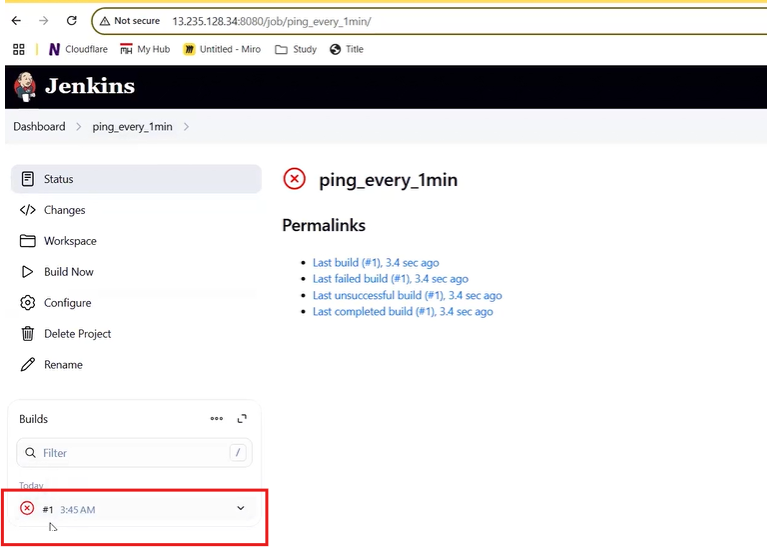 Not secure 13.235.128.34:8080/job/ping_every_1min/
Cloudflare My Hub Untitled - Miro Study Title
Jenkins
Dashboard ping_every_1min
Status
Changes
Workspace
Build Now
Configure
Delete Project
Rename
ping_every_1min
Permalinks
Last build (#1), 3.4 sec ago
Last failed build (#1), 3.4 sec ago
Last unsuccessful build (#1), 3.4 sec ago
Last completed build (#1), 3.4 sec ago
Builds
Filter /
Today
#1 3:45 AM